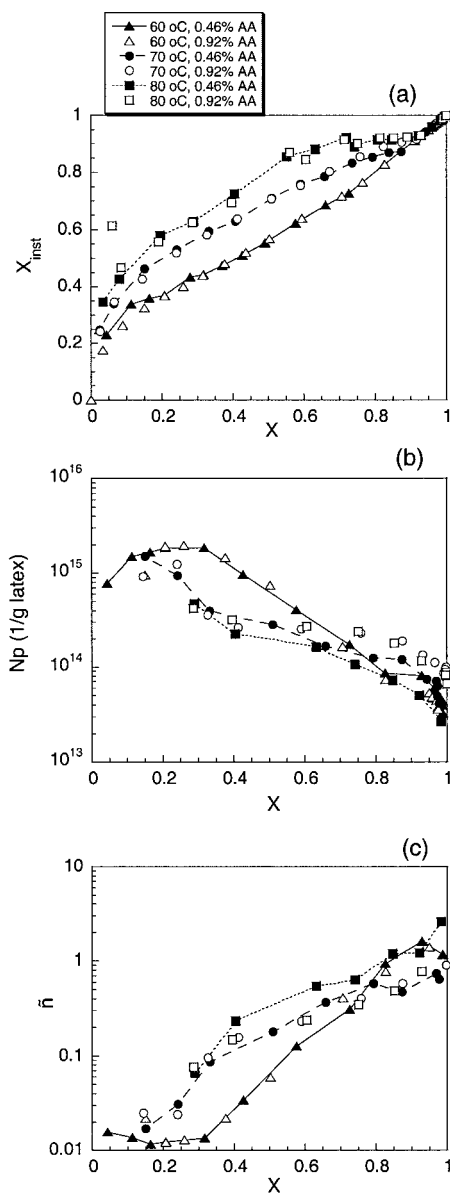 60 oC, 0.46% AA
60 oC, 0.92% AA
70 oC, 0.46% AA
70 oC, 0.92% AA
80 oC, 0.46% AA
80 oC, 0.92% AA
(a)
1
0.8
0.6
0.4
0.2
0
X inst
0 0.2 0.4 0.6 0.8 1
X
(b)
10^16
10^15
10^14
10^13
Np (1/g latex)
0 0.2 0.4 0.6 0.8 1
X
(c)
10
1
0.1
0.01
ñ
0 0.2 0.4 0.6 0.8 1
X